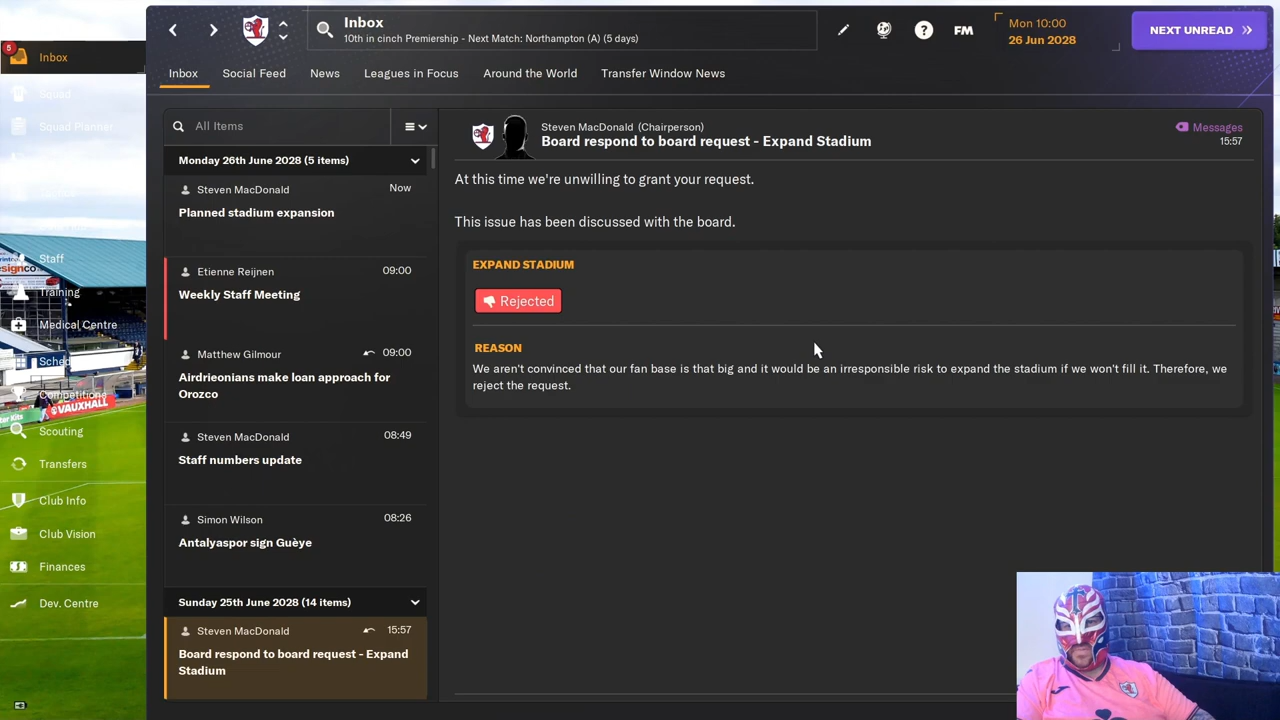 Inbox
10th in cinch Premiership - Next Match: Northampton (A) (5 days)
FM
Mon 10:00
26 Jun 2028
NEXT UNREAD
5
Inbox
Squad
Squad Planner
Staff
Training
Medical Centre
Sched
Competitions
VAUXHALL
Scouting
Transfers
Club Info
Club Vision
Finances
Dev. Centre
Inbox
Social Feed
News
Leagues in Focus
Around the World
Transfer Window News
All Items
Monday 26th June 2028 (5 items)
Steven MacDonald
Now
Planned stadium expansion
Etienne Reijnen
09:00
Weekly Staff Meeting
Matthew Gilmour
09:00
Airdrieonians make loan approach for
Orozco
Steven MacDonald
08:49
Staff numbers update
Simon Wilson
08:26
Antalyaspor sign Guèye
Sunday 25th June 2028 (14 items)
Steven MacDonald
15:57
Board respond to board request - Expand
Stadium
Steven MacDonald (Chairperson)
Board respond to board request - Expand Stadium
Messages
15:57
At this time we're unwilling to grant your request.
This issue has been discussed with the board.
EXPAND STADIUM
Rejected
REASON
We aren't convinced that our fan base is that big and it would be an irresponsible risk to expand the stadium if we won't fill it. Therefore, we
reject the request.